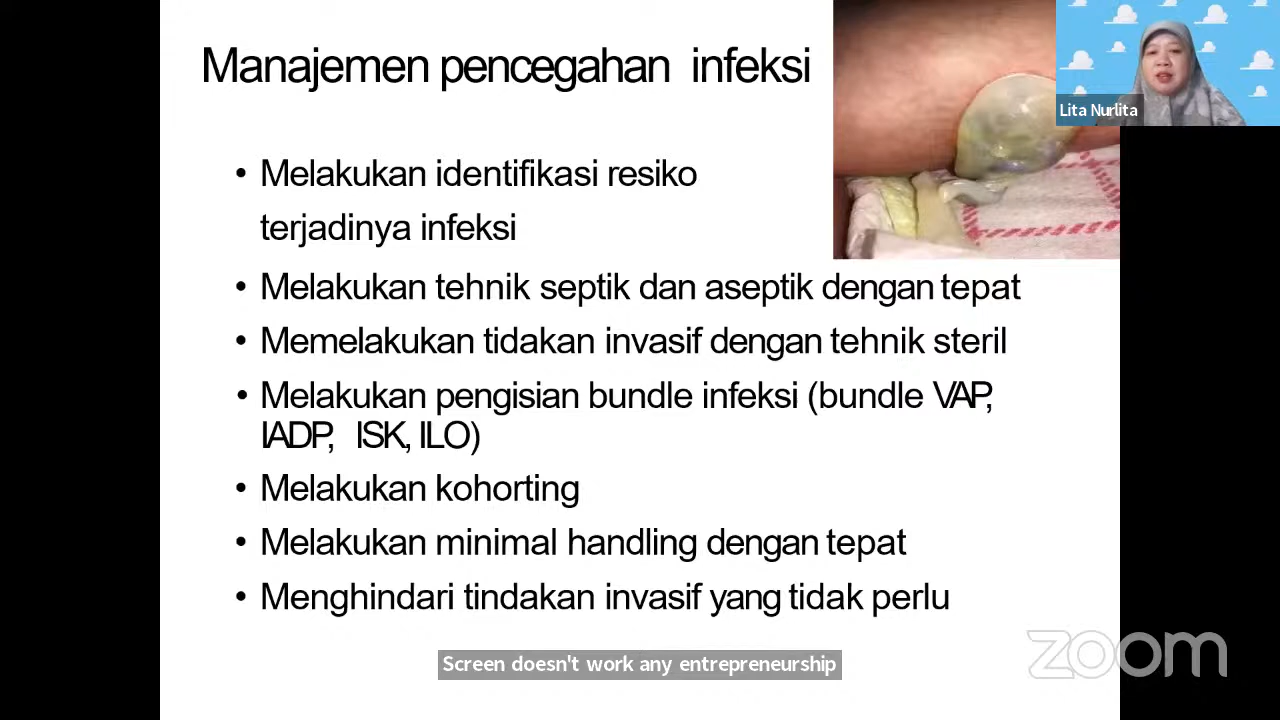 Manajemen pencegahan infeksi
Lita Nurlita
• Melakukan identifikasi resiko
terjadinya infeksi
• Melakukan tehnik septik dan aseptik dengan tepat
• Memelakukan tidakan invasif dengan tehnik steril
• Melakukan pengisian bundle infeksi (bundle VAP,
IADP, ISK, ILO)
• Melakukan kohorting
• Melakukan minimal handling dengan tepat
• Menghindari tindakan invasif yang tidak perlu
Screen doesn't work any entrepreneurship
zoom